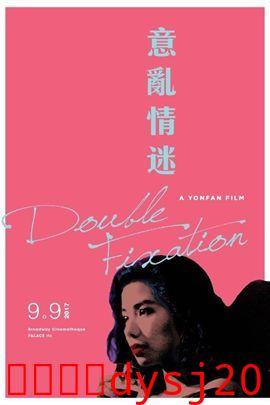 意亂情迷
A YONFAN FILM
Double
Fixation
9.9 2017
Broadway Cinematheque
PALACE ifc
dysj20